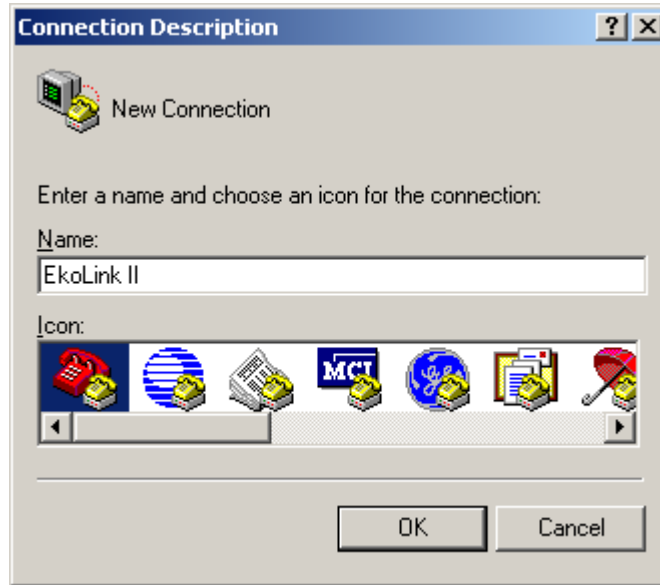 Connection Description
New Connection
Enter a name and choose an icon for the connection:
Name:
EkoLink II
Icon:
MCI
OK Cancel